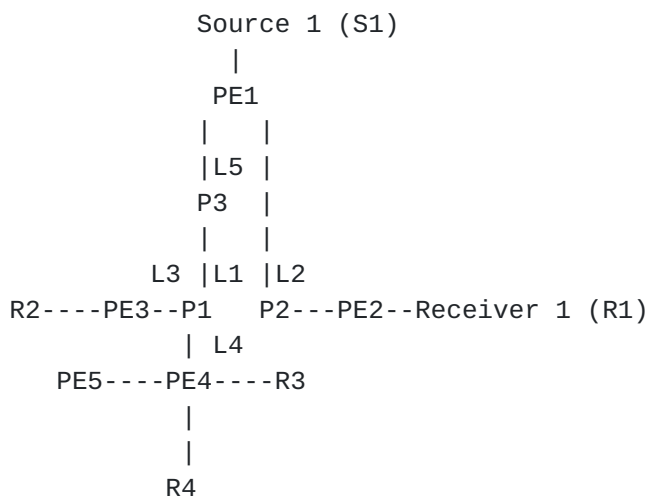 Source 1 (S1)
|
PE1
| |
|L5 |
P3 |
| |
L3 |L1 |L2
R2----PE3--P1 P2---PE2--Receiver 1 (R1)
| L4
PE5----PE4----R3
|
|
R4